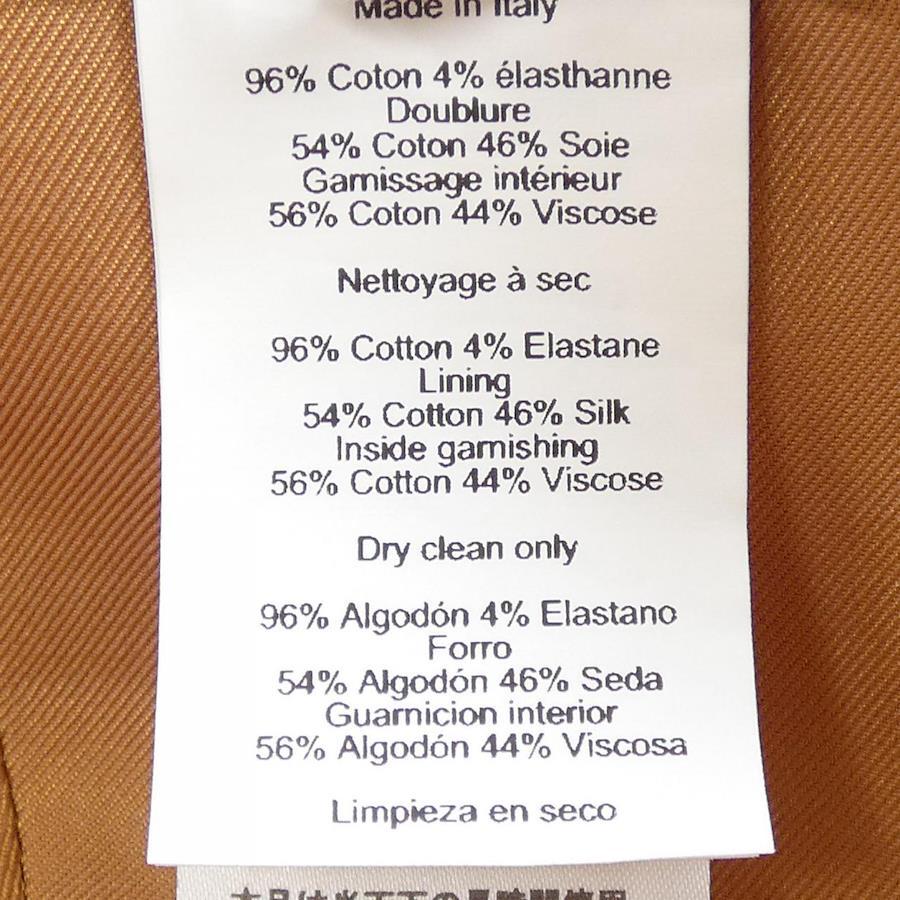 Made in Italy
96% Coton 4% élasthanne
Doublure
54% Coton 46% Soie
Garnissage intérieur
56% Coton 44% Viscose
Nettoyage à sec
96% Cotton 4% Elastane
Lining
54% Cotton 46% Silk
Inside garnishing
56% Cotton 44% Viscose
Dry clean only
96% Algodón 4% Elastano
Forro
54% Algodón 46% Seda
Guarnicion interior
56% Algodón 44% Viscosa
Limpieza en seco